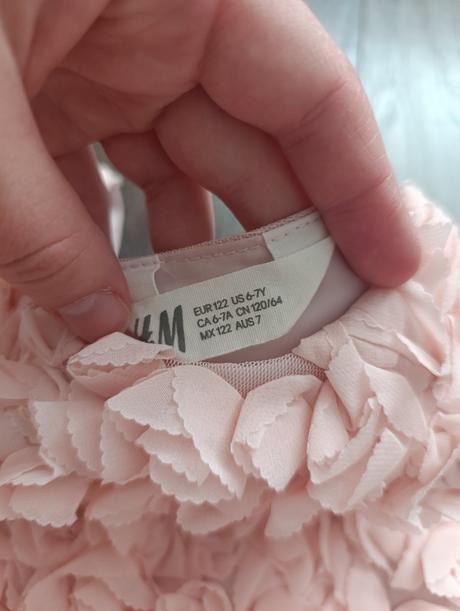 H&M
EUR 122 US 6-7Y
CA 6-7A CN 120/64
MX 122 AUS 7